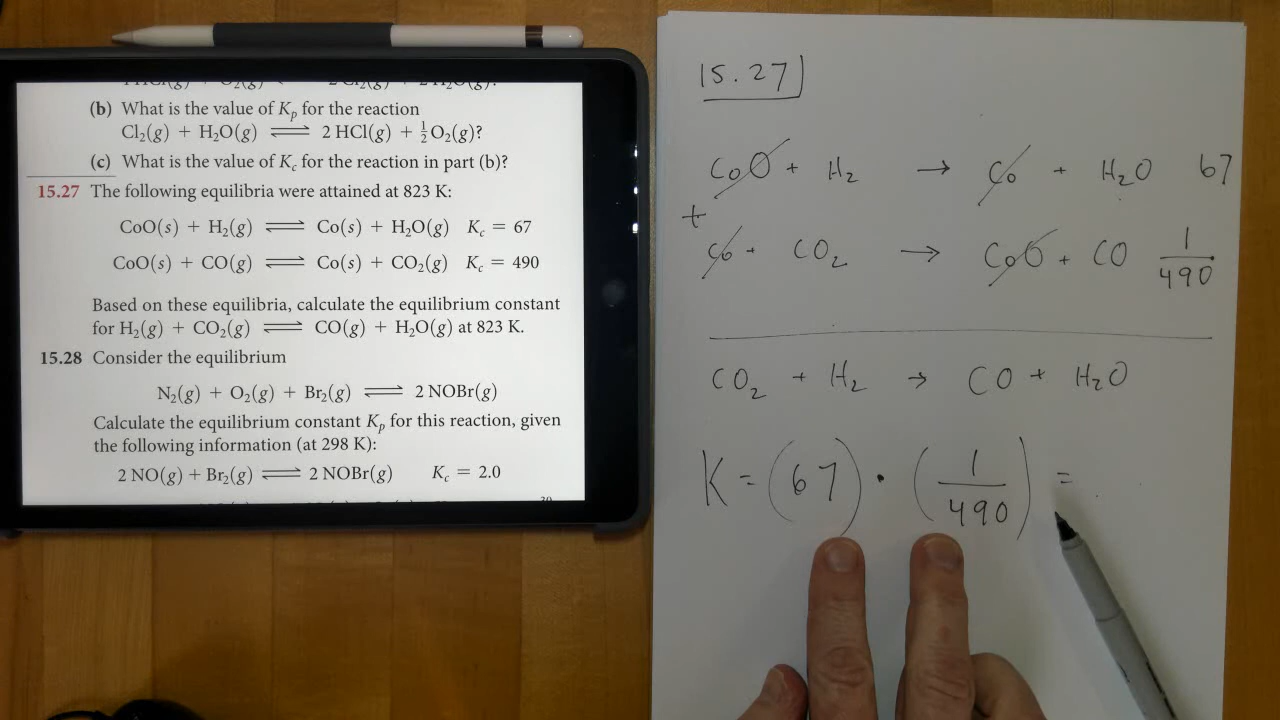 (b) What is the value of Kp for the reaction
Cl2(g) + H2O(g) ⇌ 2 HCl(g) + ½ O2(g)?
(c) What is the value of Kc for the reaction in part (b)?
15.27 The following equilibria were attained at 823 K:
CoO(s) + H2(g) ⇌ Co(s) + H2O(g) Kc = 67
CoO(s) + CO(g) ⇌ Co(s) + CO2(g) Kc = 490
Based on these equilibria, calculate the equilibrium constant
for H2(g) + CO2(g) ⇌ CO(g) + H2O(g) at 823 K.
15.28 Consider the equilibrium
N2(g) + O2(g) + Br2(g) ⇌ 2 NOBr(g)
Calculate the equilibrium constant Kp for this reaction, given
the following information (at 298 K):
2 NO(g) + Br2(g) ⇌ 2 NOBr(g) Kc = 2.0
15.27
CoO + H2 → Co + H2O 67
+
Co + CO2 → CoO + CO 1/490
CO2 + H2 → CO + H2O
K = (67) · (1/490) =